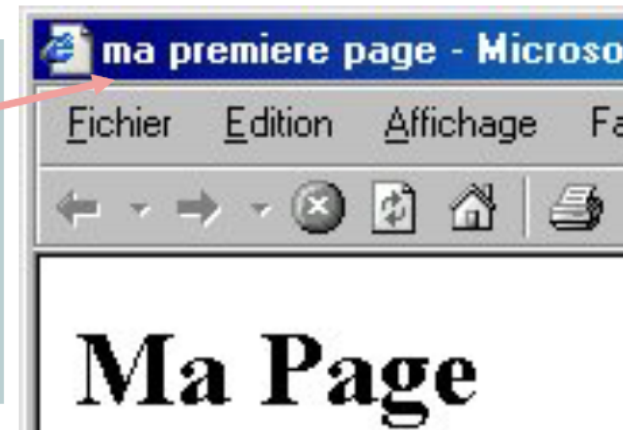 ma premiere page - Microso
Fichier Edition Affichage Fa
Ma Page